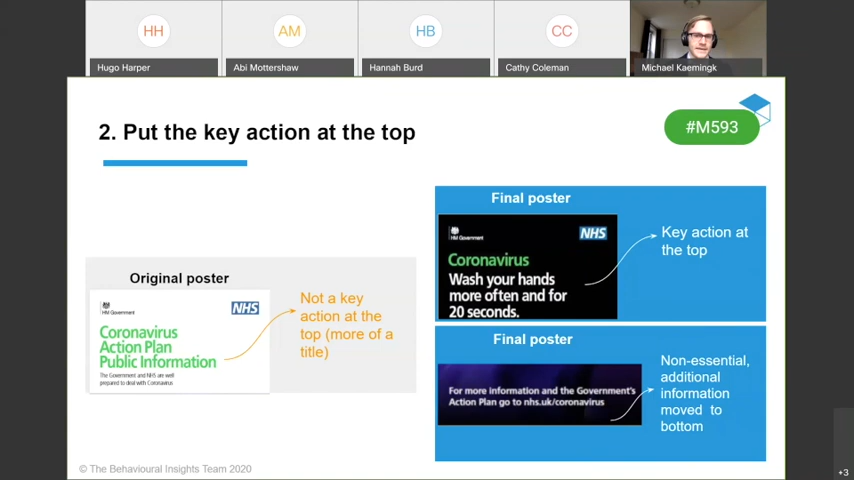 HH
AM
HB
CC
Hugo Harper
Abi Mottershaw
Hannah Burd
Cathy Coleman
Michael Kaemingk
2. Put the key action at the top
#M593
Original poster
HM Government
NHS
Coronavirus
Action Plan
Public Information
The Government and NHS are well
prepared to deal with Coronavirus
Not a key
action at the
top (more of a
title)
Final poster
HM Government
NHS
Coronavirus
Wash your hands
more often and for
20 seconds.
Key action at
the top
Final poster
For more information and the Government's
Action Plan go to nhs.uk/coronavirus
Non-essential,
additional
information
moved to
bottom
© The Behavioural Insights Team 2020
+3